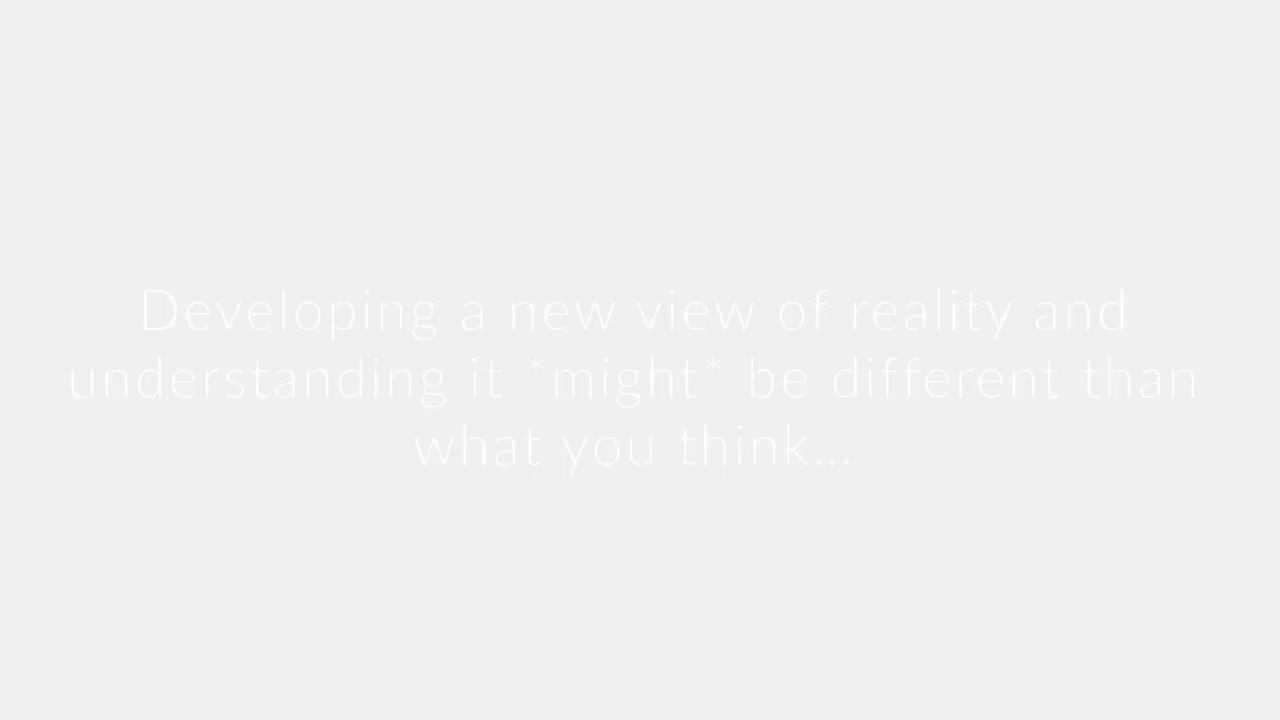 Developing a new view of reality and
understanding it *might* be different than
what you think...